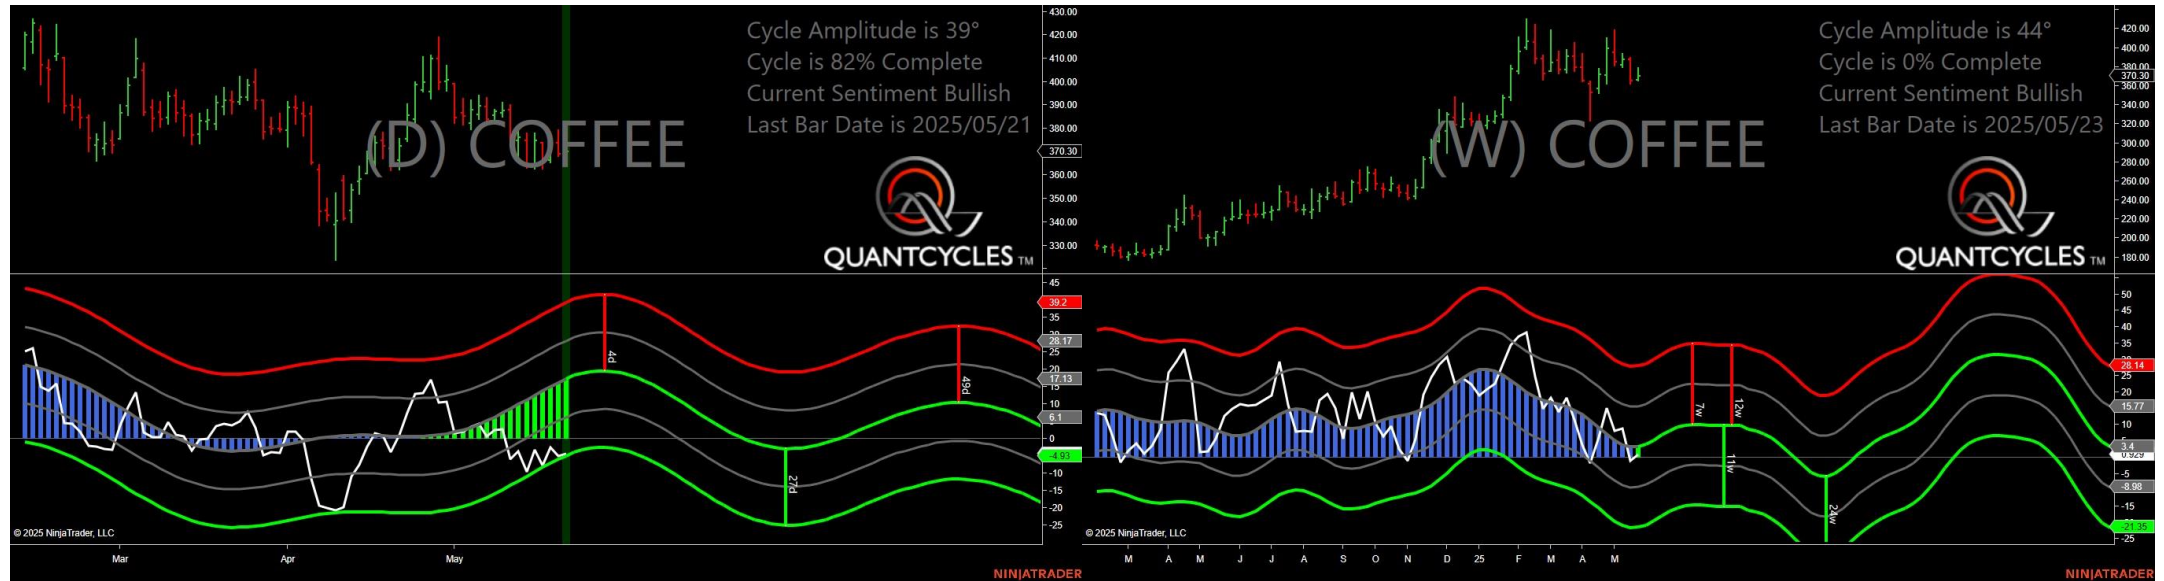 Cycle Amplitude is 39°
Cycle is 82% Complete
Current Sentiment Bullish
Last Bar Date is 2025/05/21
(D) COFFEE
QUANTCYCLES TM
430.00
420.00
410.00
400.00
390.00
380.00
370.30
360.00
350.00
340.00
330.00
45
39.2
35
28.17
25
20
17.13
15
10
6.1
0
-4.93
-10
-15
-20
-25
4d
49d
27d
© 2025 NinjaTrader, LLC
Mar
Apr
May
NINJATRADER
Cycle Amplitude is 44°
Cycle is 0% Complete
Current Sentiment Bullish
Last Bar Date is 2025/05/23
(W) COFFEE
QUANTCYCLES TM
420.00
400.00
380.00
370.30
360.00
340.00
320.00
300.00
280.00
260.00
240.00
220.00
200.00
180.00
50
45
40
35
28.14
25
20
15.77
10
3.4
0.929
-5
-8.98
-15
-21.35
-25
7w
12w
11w
24w
© 2025 NinjaTrader, LLC
M A M J J A S O N D 25 F M A M
NINJATRADER